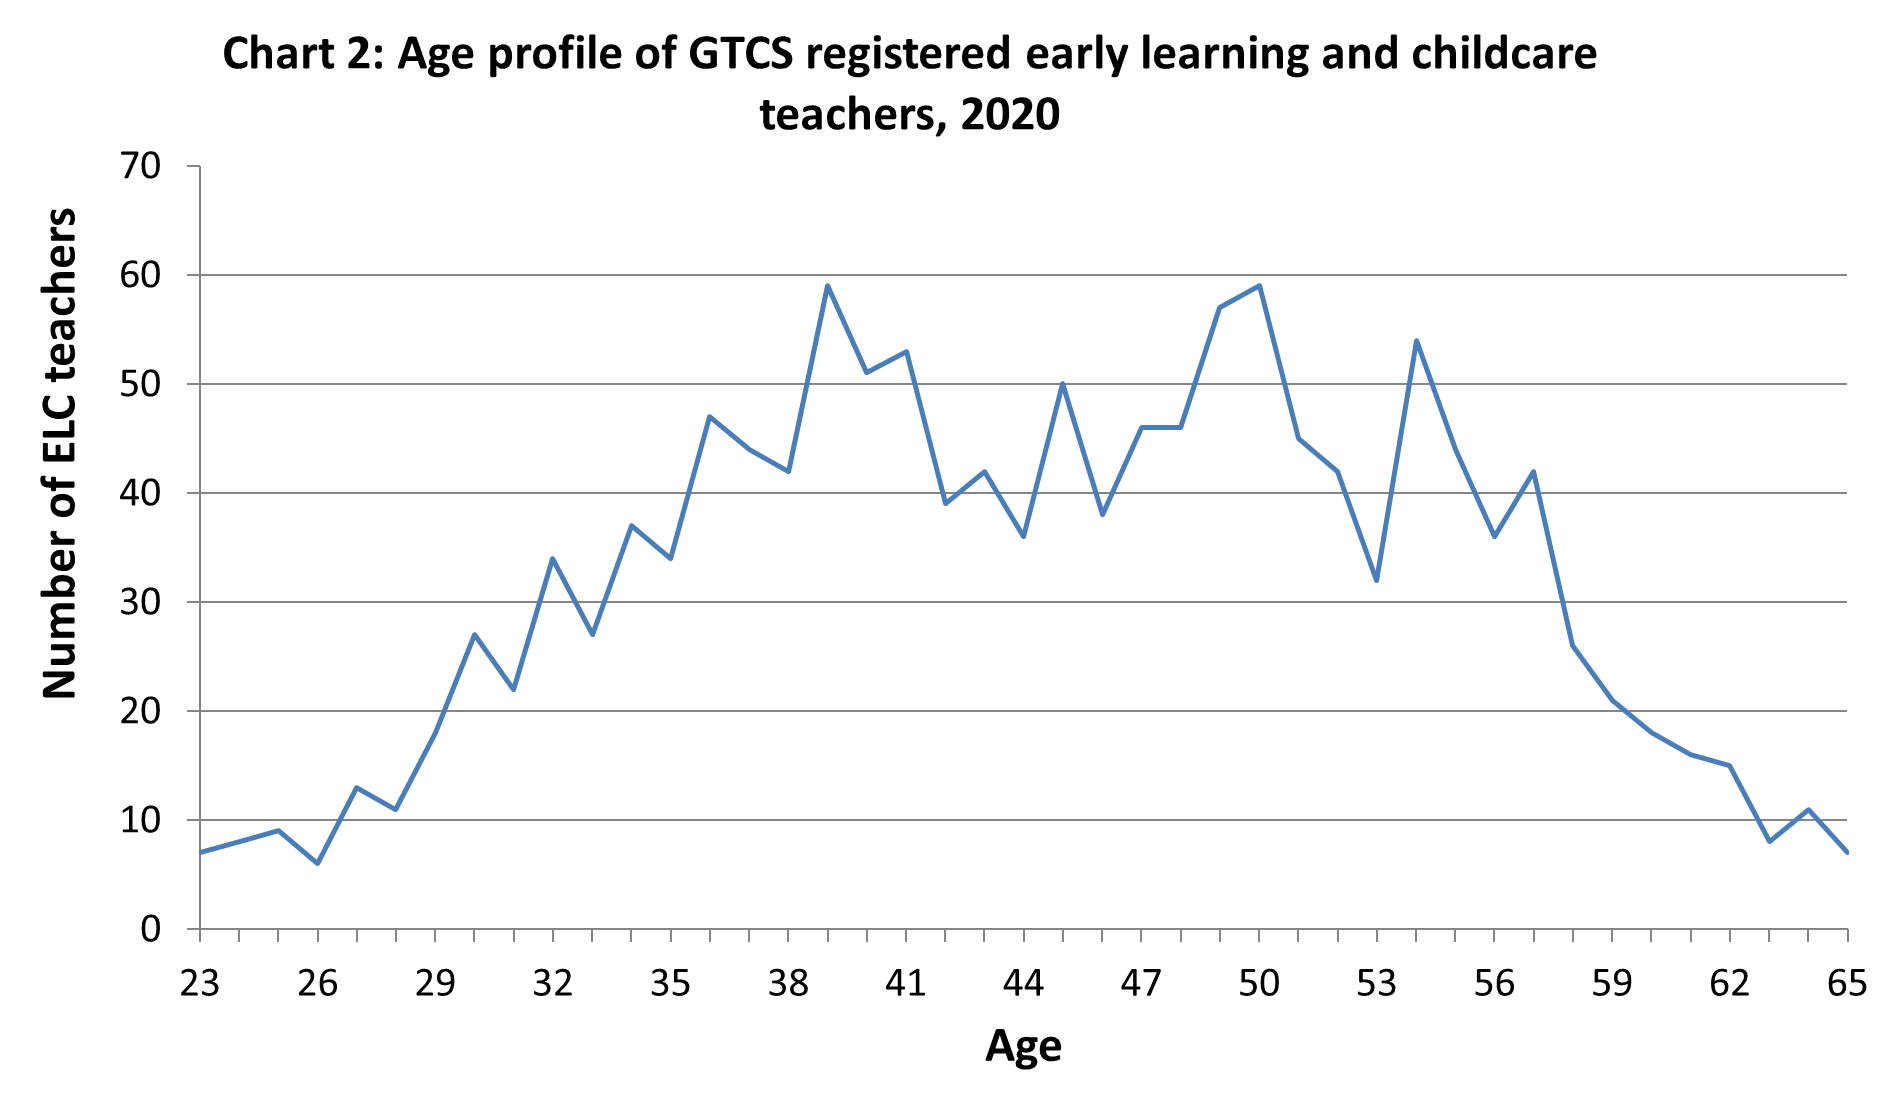 Chart 2: Age profile of GTCS registered early learning and childcare
teachers, 2020
Number of ELC teachers
70
60
50
40
30
20
10
0
23 26 29 32 35 38 41 44 47 50 53 56 59 62 65
Age